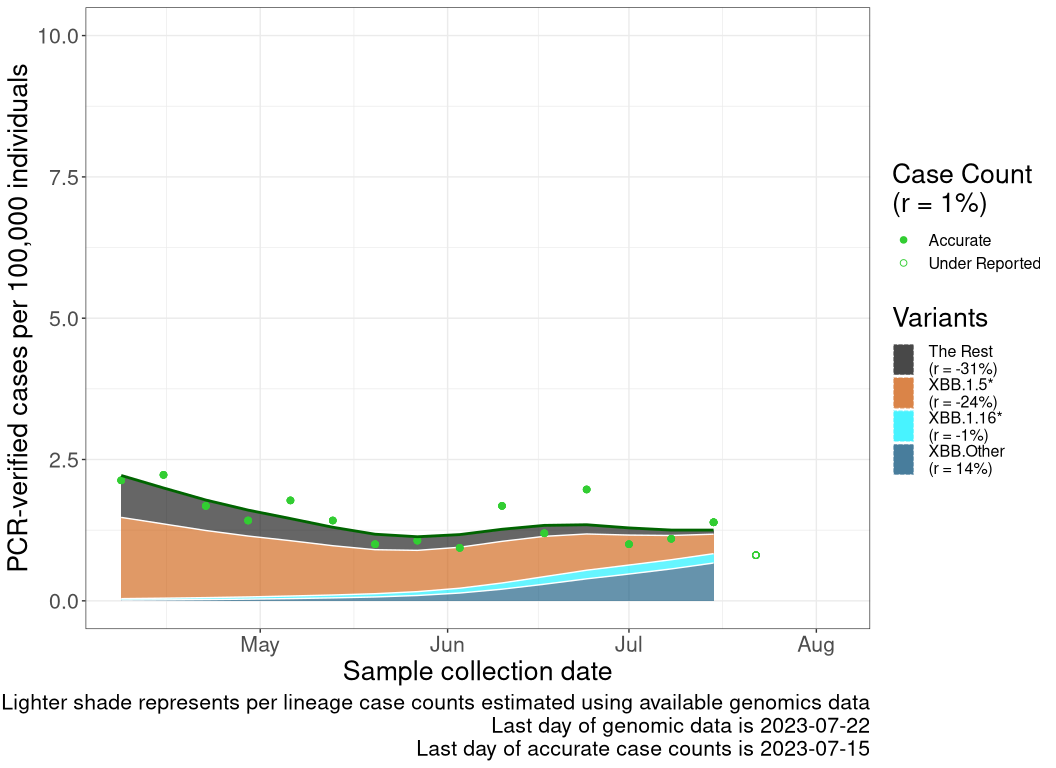 PCR-verified cases per 100,000 individuals
10.0
7.5
5.0
2.5
0.0
May
Jun
Jul
Aug
Sample collection date
Case Count
(r = 1%)
Accurate
Under Reported
Variants
The Rest
(r = -31%)
XBB.1.5*
(r = -24%)
XBB.1.16*
(r = -1%)
XBB.Other
(r = 14%)
Lighter shade represents per lineage case counts estimated using available genomics data
Last day of genomic data is 2023-07-22
Last day of accurate case counts is 2023-07-15